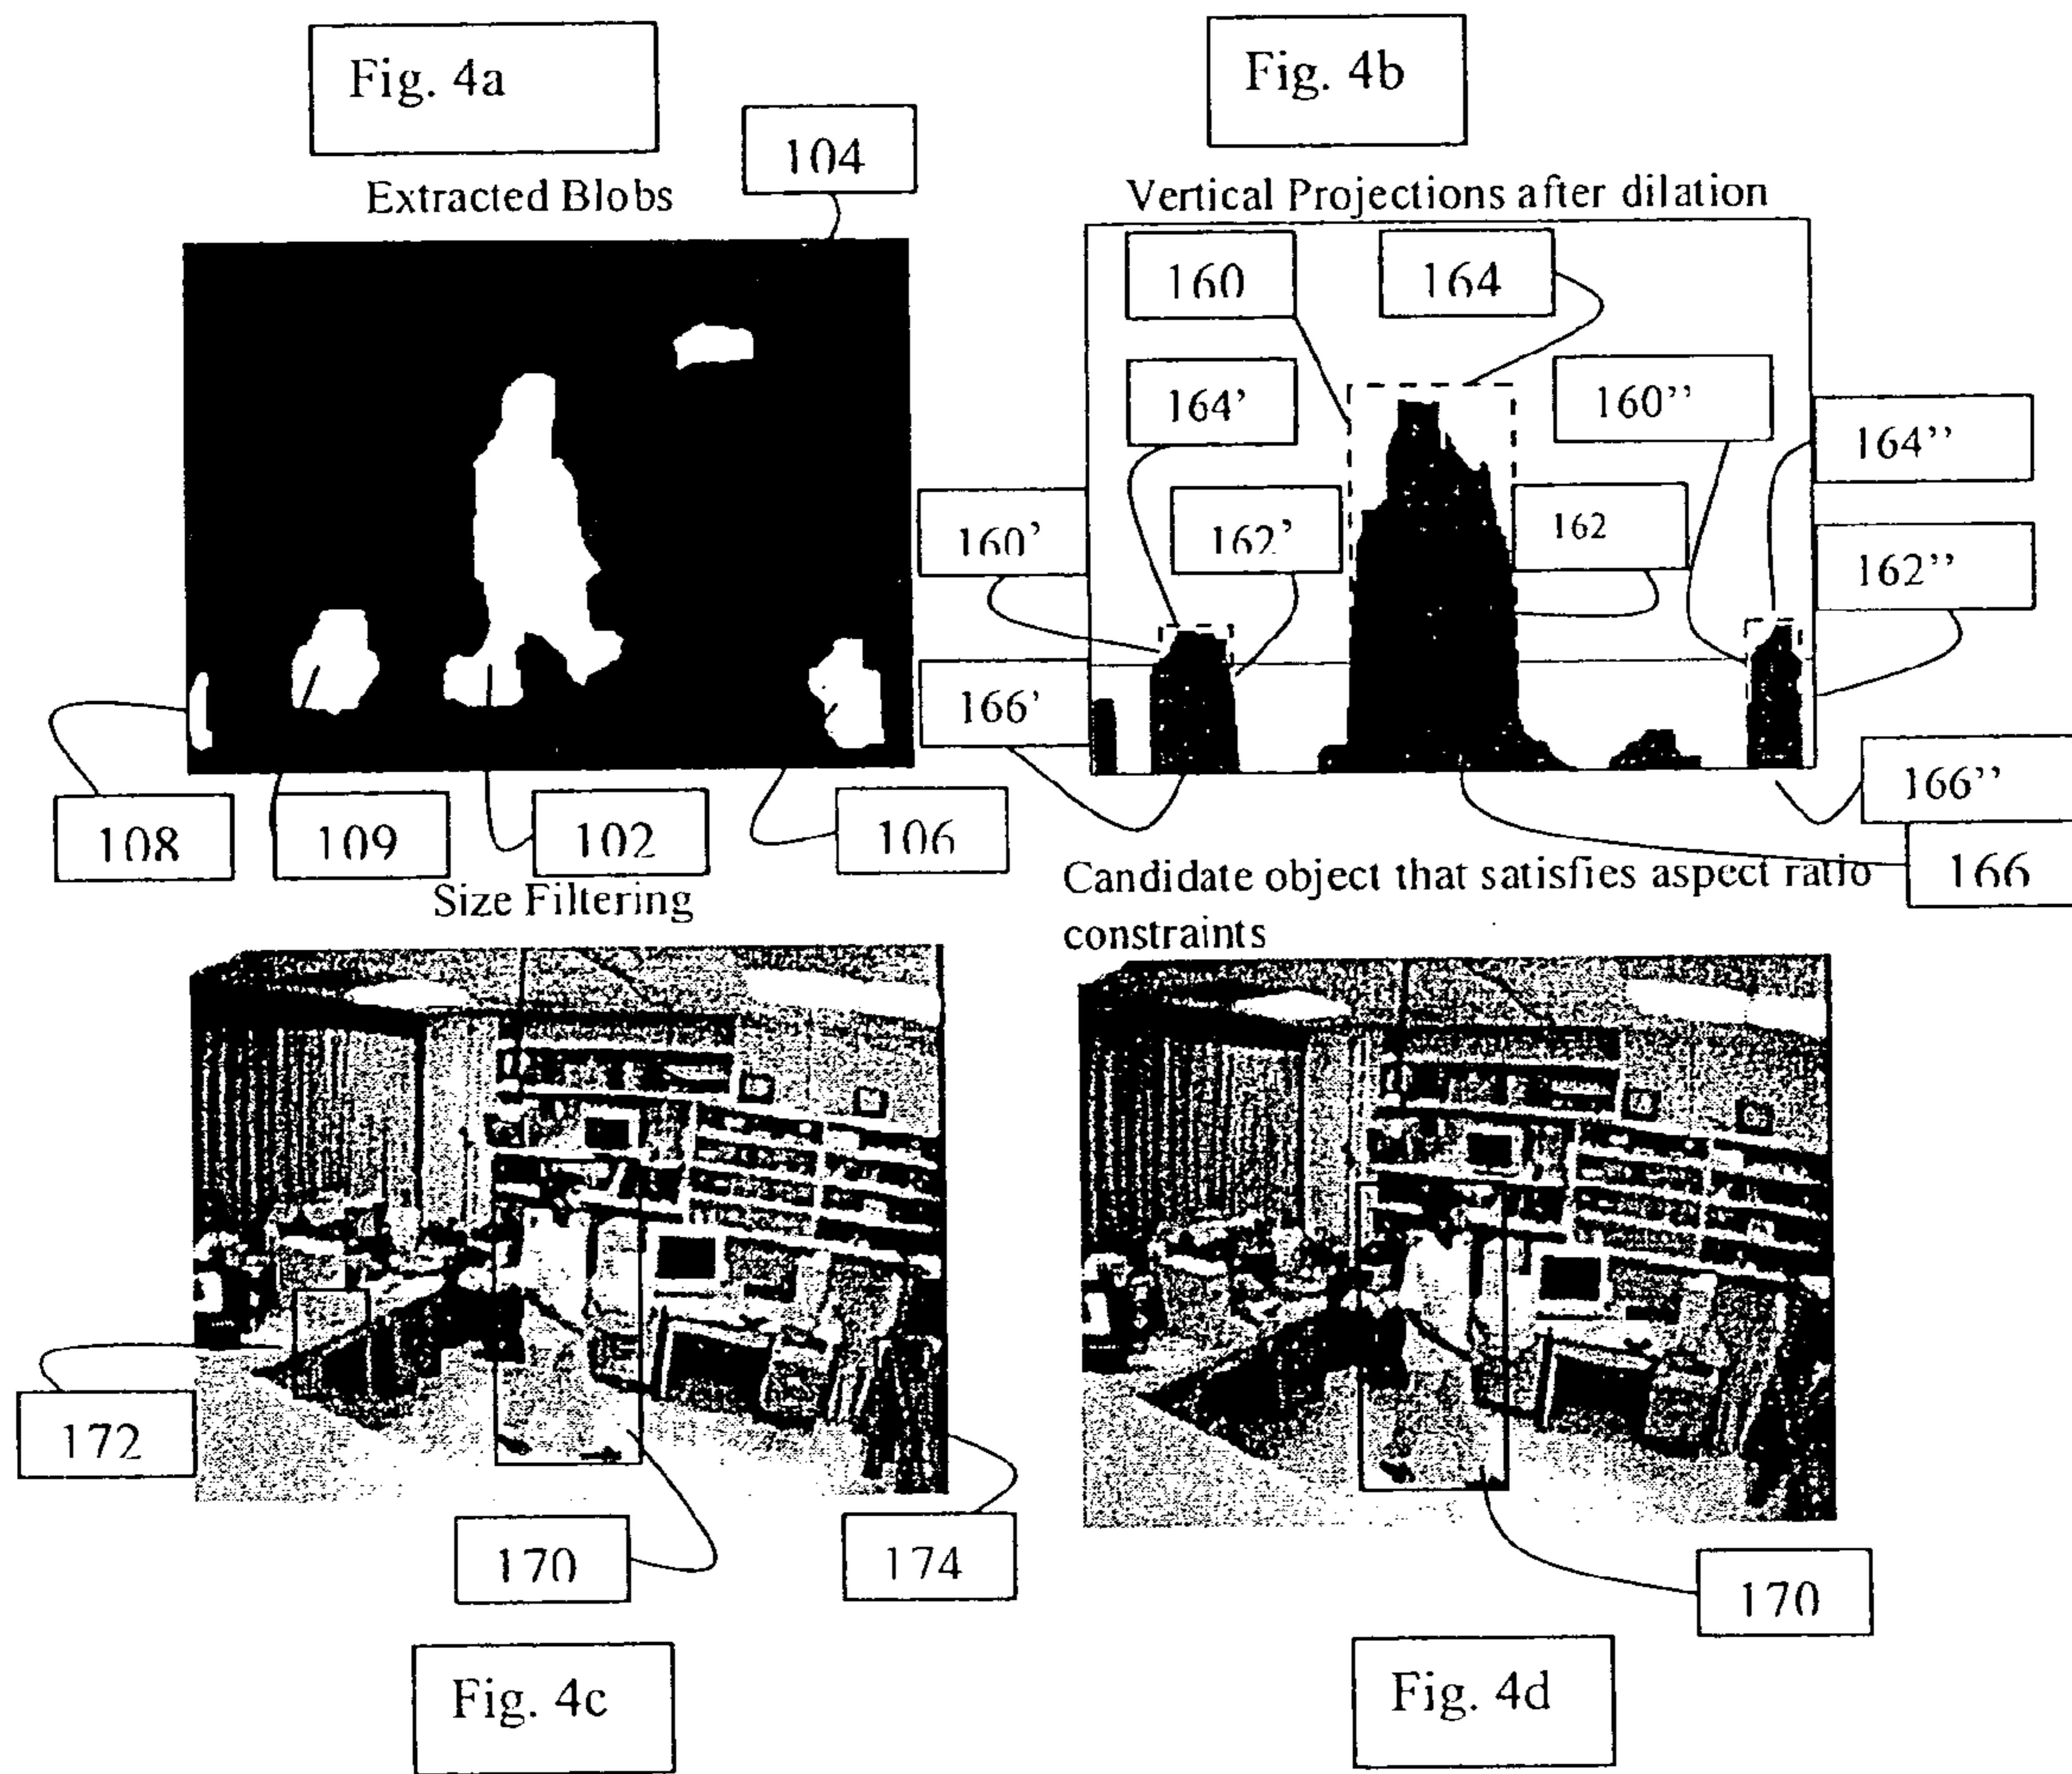 Fig. 4a
Fig. 4b
104
Extracted Blobs
Vertical Projections after dilation
160
164
164’
160’’
164’’
160’
162’
162
162’’
166’
166’’
108
109
102
106
166
Size Filtering
Candidate object that satisfies aspect ratio
constraints
172
170
174
170
Fig. 4c
Fig. 4d